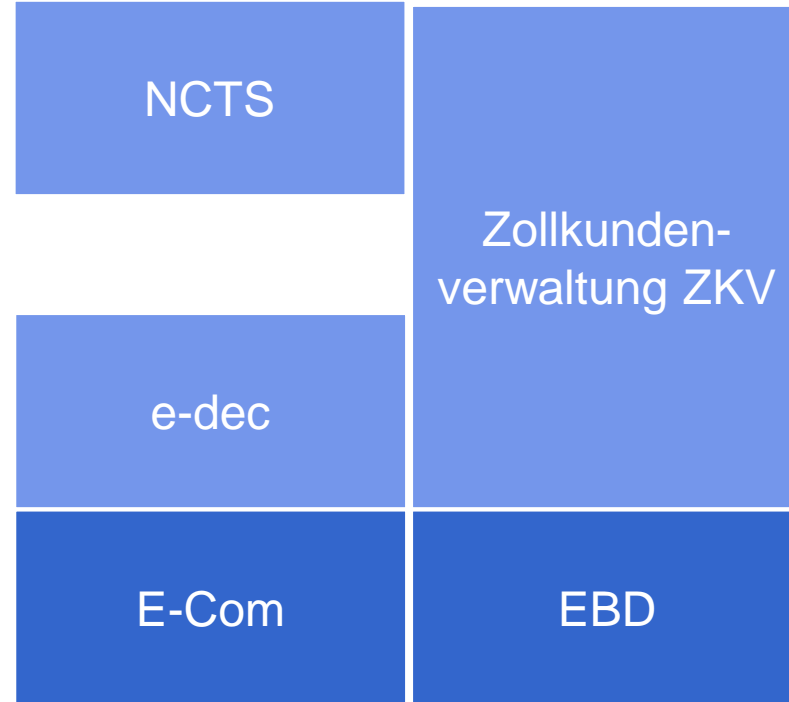 NCTS
Zollkunden-
verwaltung ZKV
e-dec
E-Com
EBD